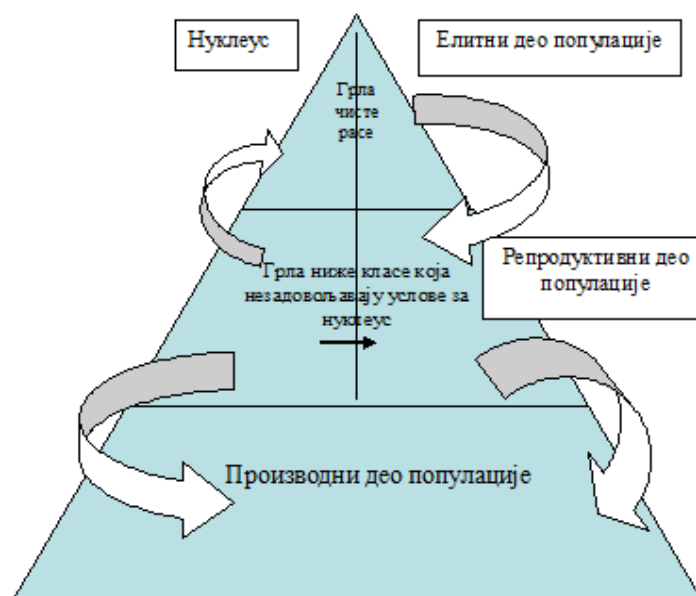 Нуклеус
Елитни део популације
Грла
чисте
расе
Репродуктивни део
популације
Грла ниже класе која
незадовољавају услове за
нуклеус
Производни део популације